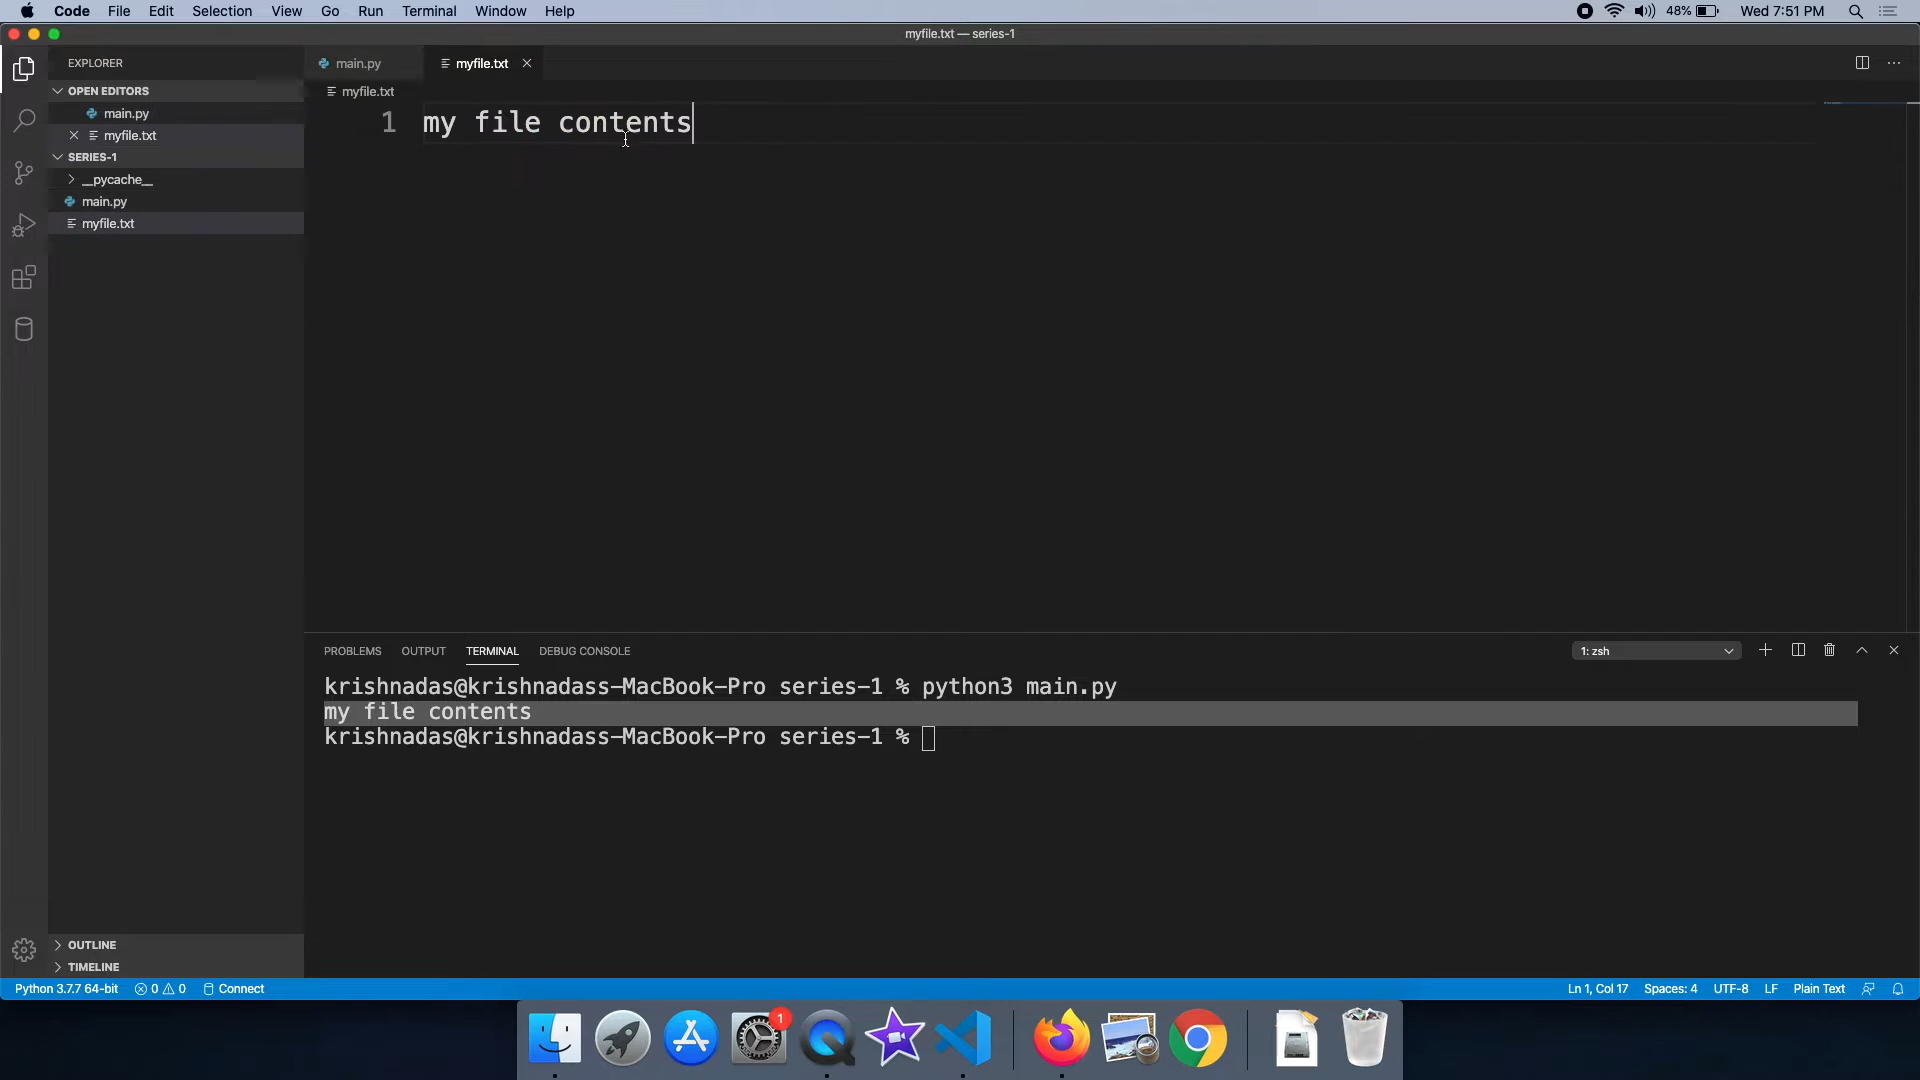 Code File Edit Selection View Go Run Terminal Window Help 48% Wed 7:51 PM
myfile.txt — series-1
EXPLORER
main.py myfile.txt
OPEN EDITORS
myfile.txt
main.py
1 my file contents
myfile.txt
SERIES-1
__pycache__
main.py
myfile.txt
PROBLEMS OUTPUT TERMINAL DEBUG CONSOLE 1: zsh
krishnadas@krishnadass-MacBook-Pro series-1 % python3 main.py
my file contents
krishnadas@krishnadass-MacBook-Pro series-1 %
OUTLINE
TIMELINE
Python 3.7.7 64-bit 0 0 Connect Ln 1, Col 17 Spaces: 4 UTF-8 LF Plain Text
1